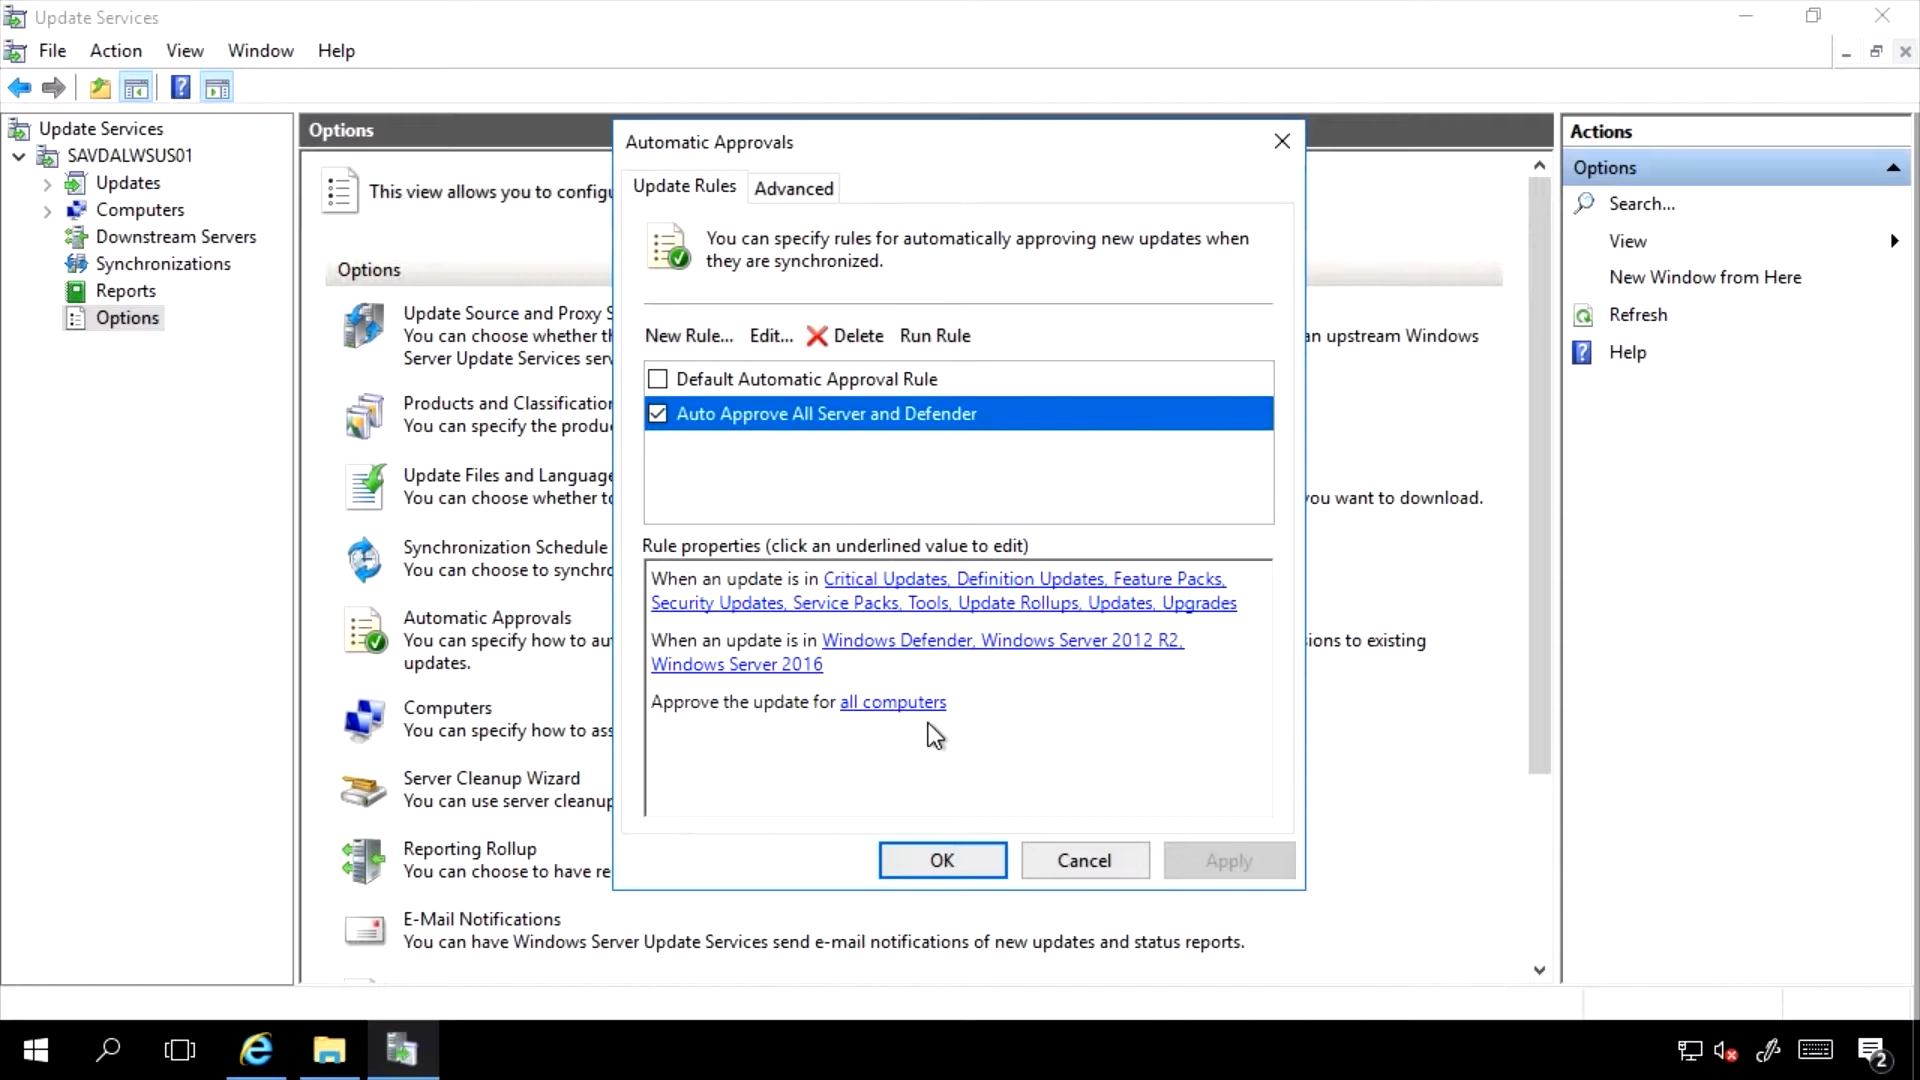 Update Services
File Action View Window Help
Update Services
SAVDALWSUS01
Updates
Computers
Downstream Servers
Synchronizations
Reports
Options
Options
This view allows you to configu
Options
Update Source and Proxy S
You can choose whether th
an upstream Windows
Server Update Services serv
Products and Classification
You can specify the produc
Update Files and Language
You can choose whether to
you want to download.
Synchronization Schedule
You can choose to synchro
Automatic Approvals
You can specify how to aut
ions to existing
updates.
Computers
You can specify how to ass
Server Cleanup Wizard
You can use server cleanup
Reporting Rollup
You can choose to have re
E-Mail Notifications
You can have Windows Server Update Services send e-mail notifications of new updates and status reports.
Automatic Approvals
Update Rules Advanced
You can specify rules for automatically approving new updates when
they are synchronized.
New Rule... Edit... Delete Run Rule
Default Automatic Approval Rule
Auto Approve All Server and Defender
Rule properties (click an underlined value to edit)
When an update is in Critical Updates, Definition Updates, Feature Packs,
Security Updates, Service Packs, Tools, Update Rollups, Updates, Upgrades
When an update is in Windows Defender, Windows Server 2012 R2,
Windows Server 2016
Approve the update for all computers
OK Cancel Apply
Actions
Options
Search...
View
New Window from Here
Refresh
Help
2